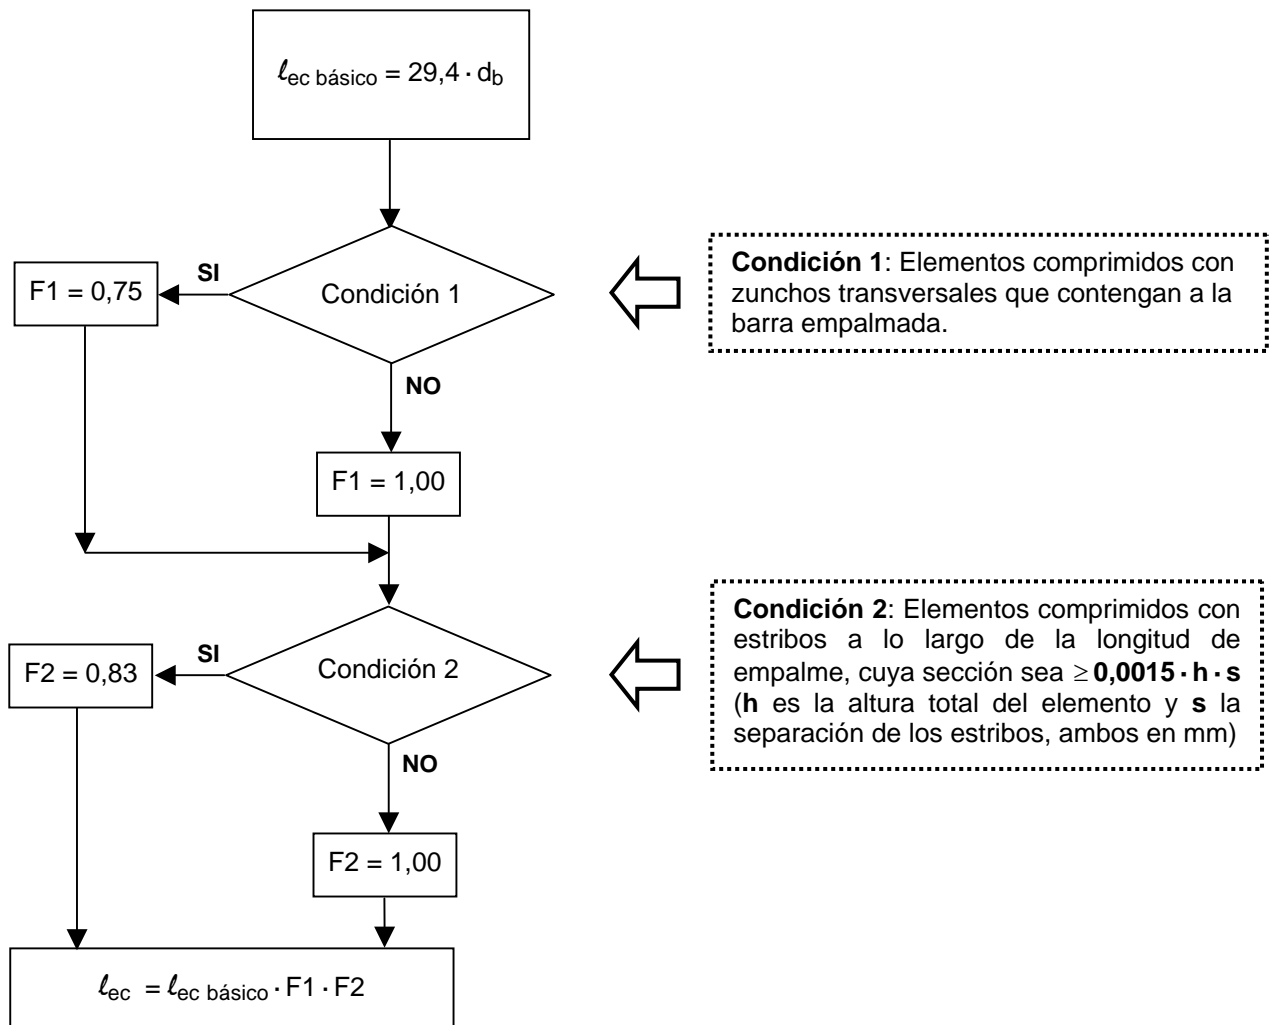 ℓec básico = 29,4 · db
Condición 1
SI
F1 = 0,75
NO
F1 = 1,00
Condición 1: Elementos comprimidos con
zunchos transversales que contengan a la
barra empalmada.
Condición 2
SI
F2 = 0,83
NO
F2 = 1,00
Condición 2: Elementos comprimidos con
estribos a lo largo de la longitud de
empalme, cuya sección sea ≥ 0,0015 · h · s
(h es la altura total del elemento y s la
separación de los estribos, ambos en mm)
ℓec = ℓec básico · F1 · F2